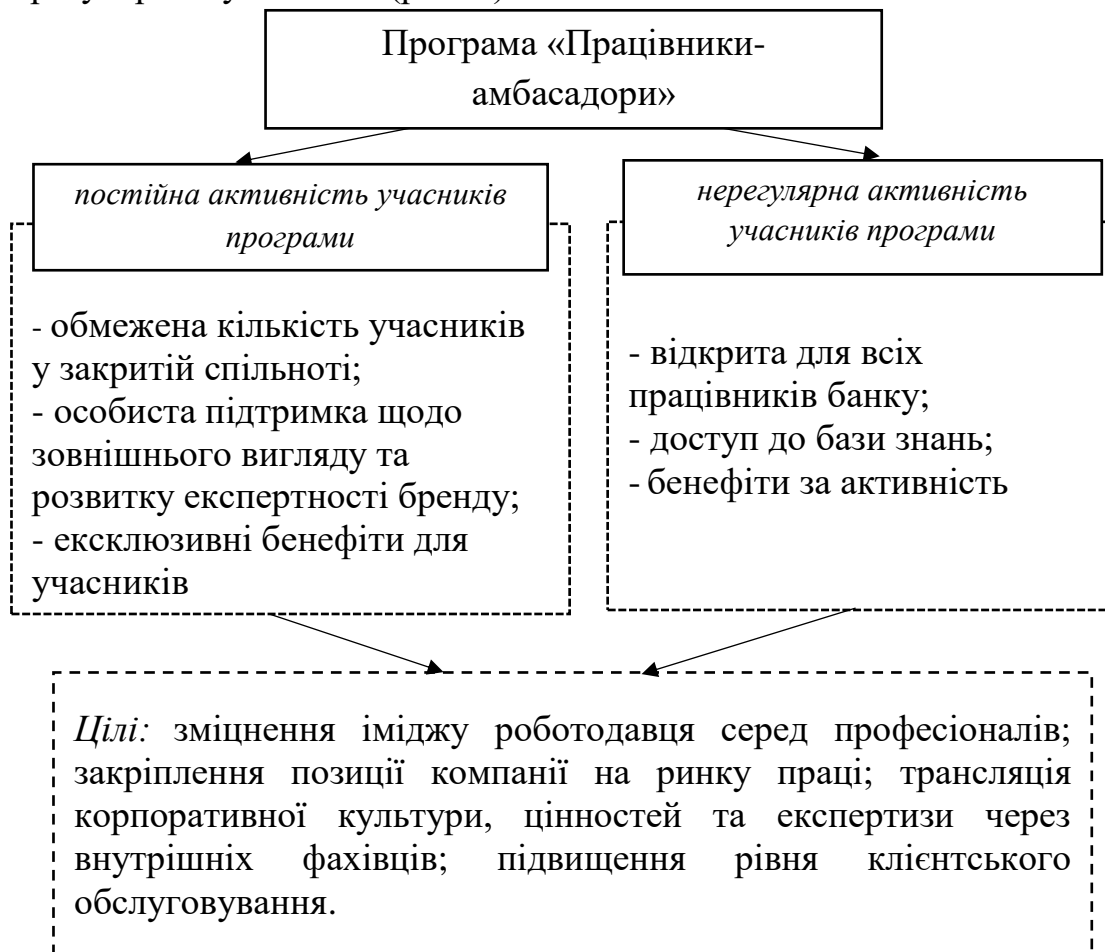 Програма «Працівники-
амбасадори»
постійна активність учасників
програми
- обмежена кількість учасників
у закритій спільноті;
- особиста підтримка щодо
зовнішнього вигляду та
розвитку експертності бренду;
- ексклюзивні бенефіти для
учасників
нерегулярна активність
учасників програми
- відкрита для всіх
працівників банку;
- доступ до бази знань;
- бенефіти за активність
Цілі: зміцнення іміджу роботодавця серед професіоналів;
закріплення позиції компанії на ринку праці; трансляція
корпоративної культури, цінностей та експертизи через
внутрішніх фахівців; підвищення рівня клієнтського
обслуговування.